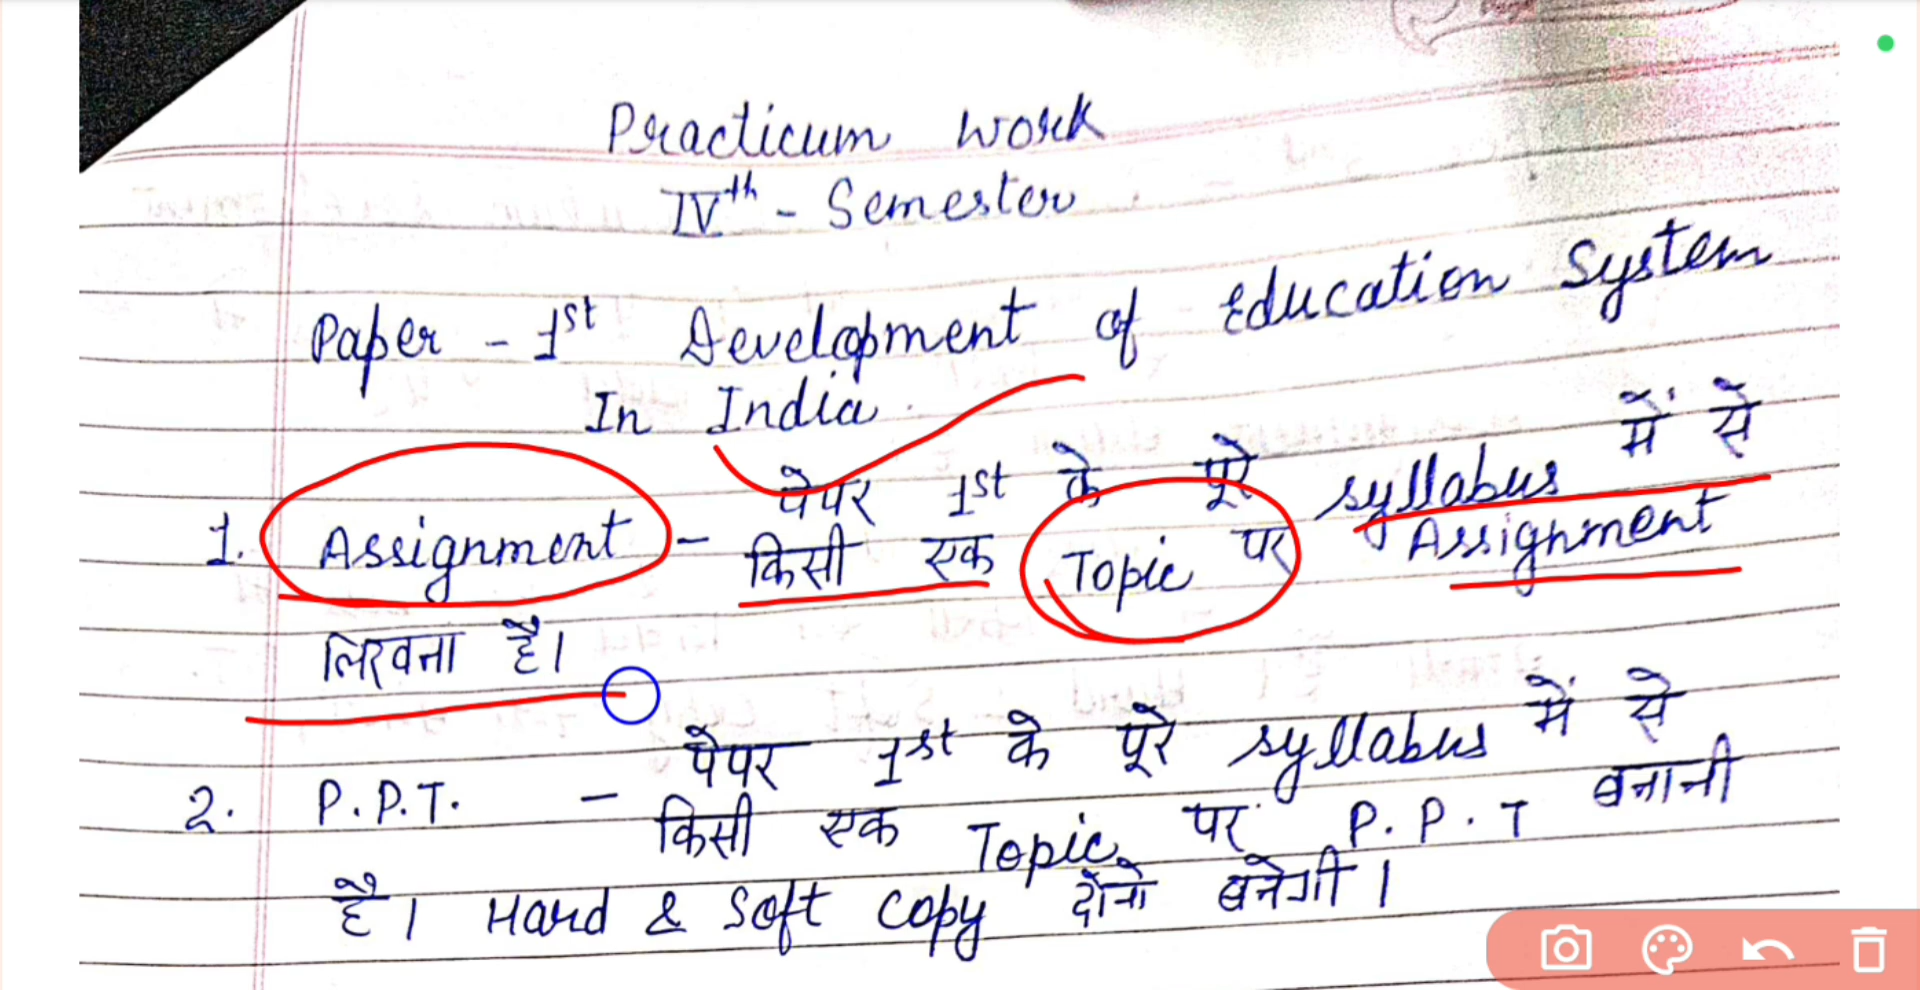 Practicum work
IVth - Semester
Paper - 1st Development of Education System
In India.
1. Assignment - पेपर 1st के पूरे syllabus में से
किसी एक Topic पर Assignment
लिखना है।
2. P.P.T. - पेपर 1st के पूरे syllabus में से
किसी एक Topic पर P.P.T बनानी
है। Hard & Soft copy दोनो बनेगी।